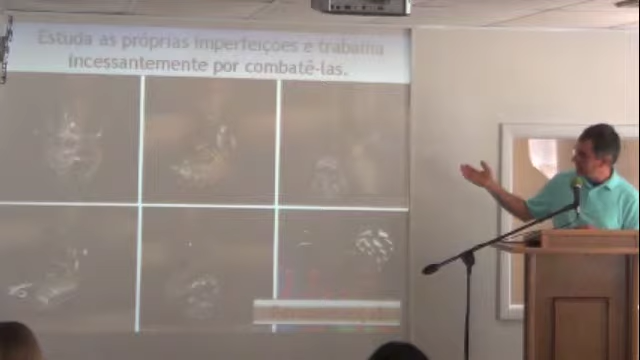 Estuda as próprias imperfeições e trabalha
incessantemente por combatê-las.